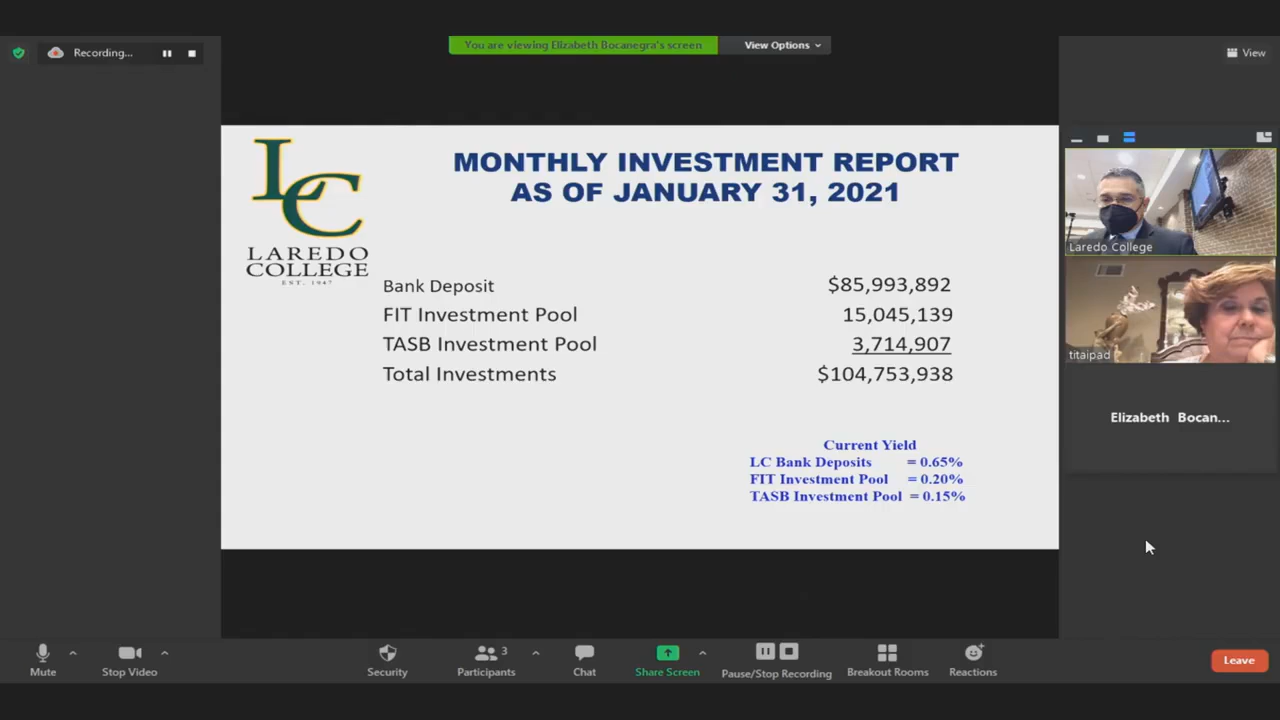 Recording...
You are viewing Elizabeth Bocanegra's screen
View Options
View
LC
LAREDO
COLLEGE
EST. 1947
MONTHLY INVESTMENT REPORT
AS OF JANUARY 31, 2021
Bank Deposit $85,993,892
FIT Investment Pool 15,045,139
TASB Investment Pool 3,714,907
Total Investments $104,753,938
Current Yield
LC Bank Deposits = 0.65%
FIT Investment Pool = 0.20%
TASB Investment Pool = 0.15%
Laredo College
titaipad
Elizabeth Bocan...
Mute
Stop Video
Security
Participants 3
Chat
Share Screen
Pause/Stop Recording
Breakout Rooms
Reactions
Leave